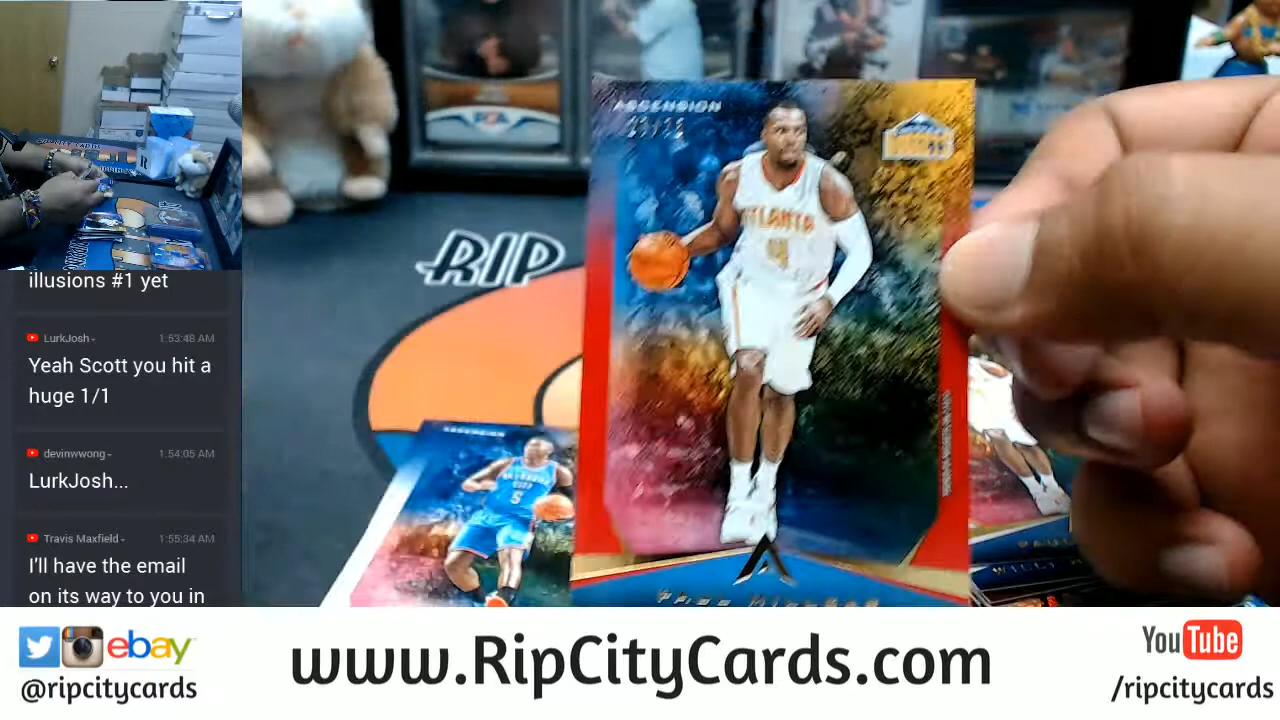 illusions #1 yet
LurkJosh- 1:53:48 AM
Yeah Scott you hit a
huge 1/1
devinwwong- 1:54:05 AM
LurkJosh...
Travis Maxfield- 1:55:34 AM
I'll have the email
on its way to you in
RIP
ASCENSION
ATLANTA
4
ASCENSION
5
ebay
@ripcitycards
www.RipCityCards.com
YouTube
/ripcitycards